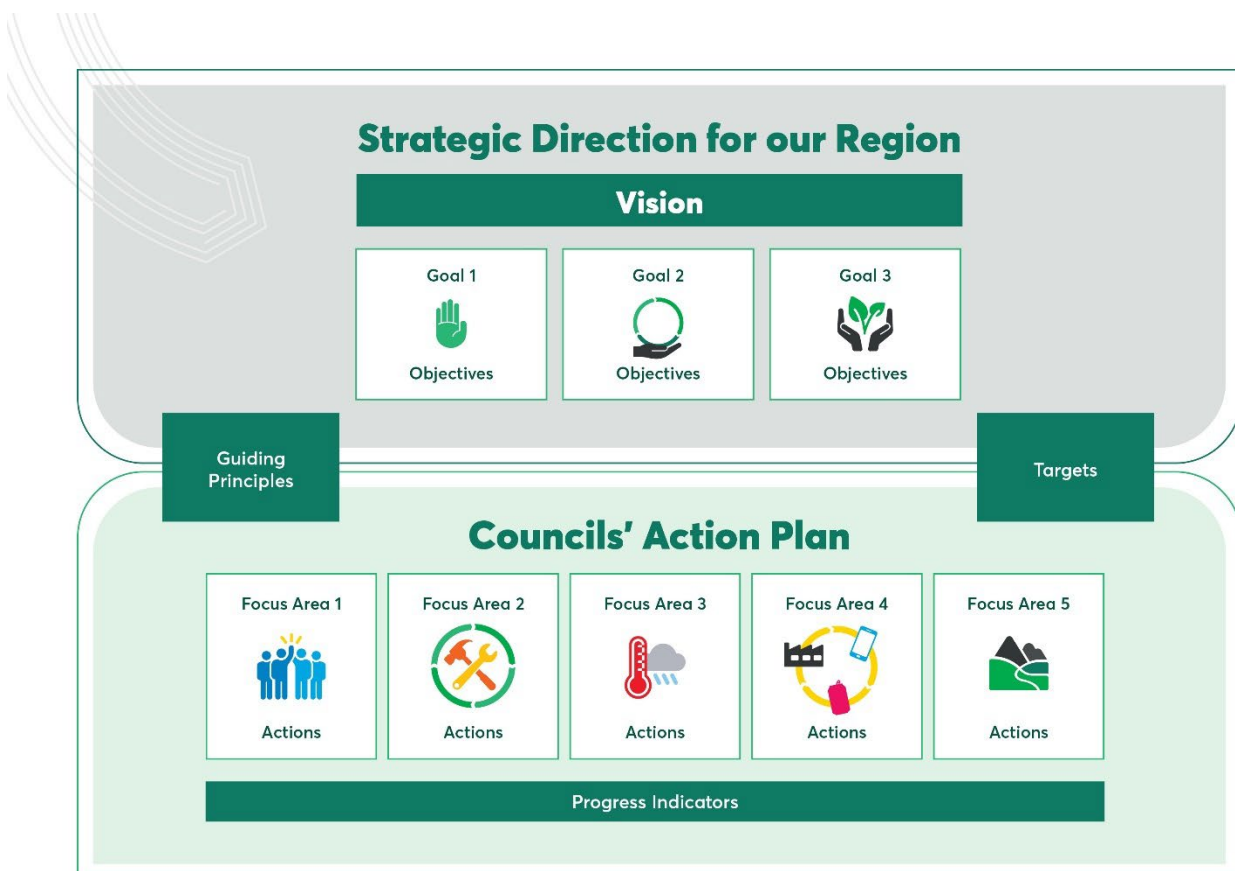 Strategic Direction for our Region
Vision
Goal 1
Objectives
Goal 2
Objectives
Goal 3
Objectives
Guiding
Principles
Targets
Councils' Action Plan
Focus Area 1
Actions
Focus Area 2
Actions
Focus Area 3
Actions
Focus Area 4
Actions
Focus Area 5
Actions
Progress Indicators